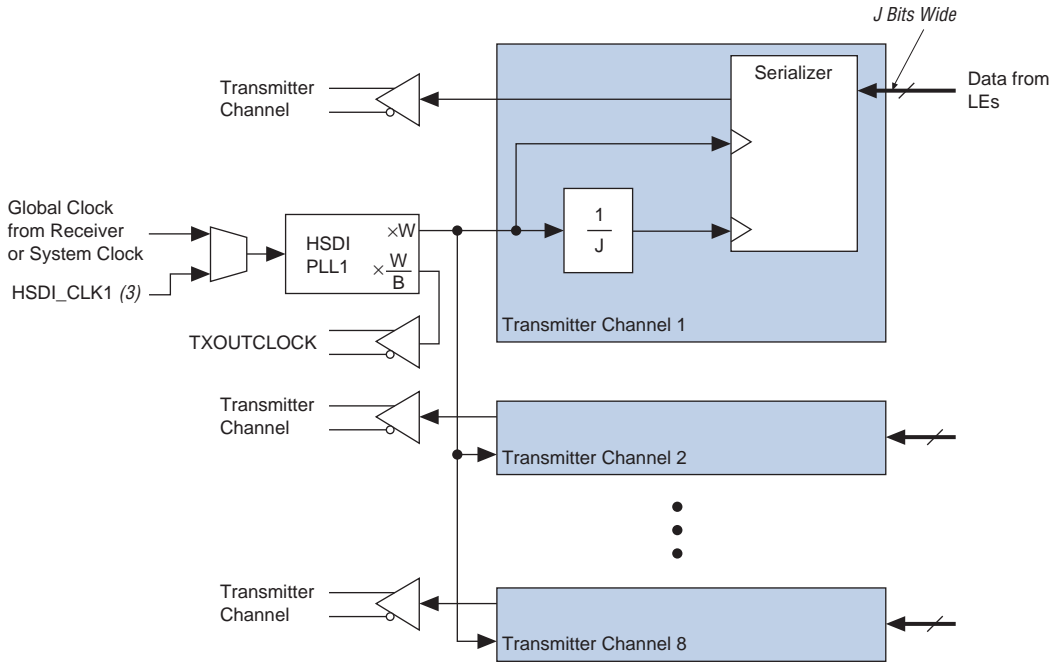 J Bits Wide
Serializer
Transmitter
Channel
Data from
LEs
Global Clock
from Receiver
or System Clock
HSDI_CLK1 (3)
HSDI
PLL1
×W
×W
B
1
J
Transmitter Channel 1
TXOUTCLOCK
Transmitter
Channel
Transmitter Channel 2
Transmitter
Channel
Transmitter Channel 8